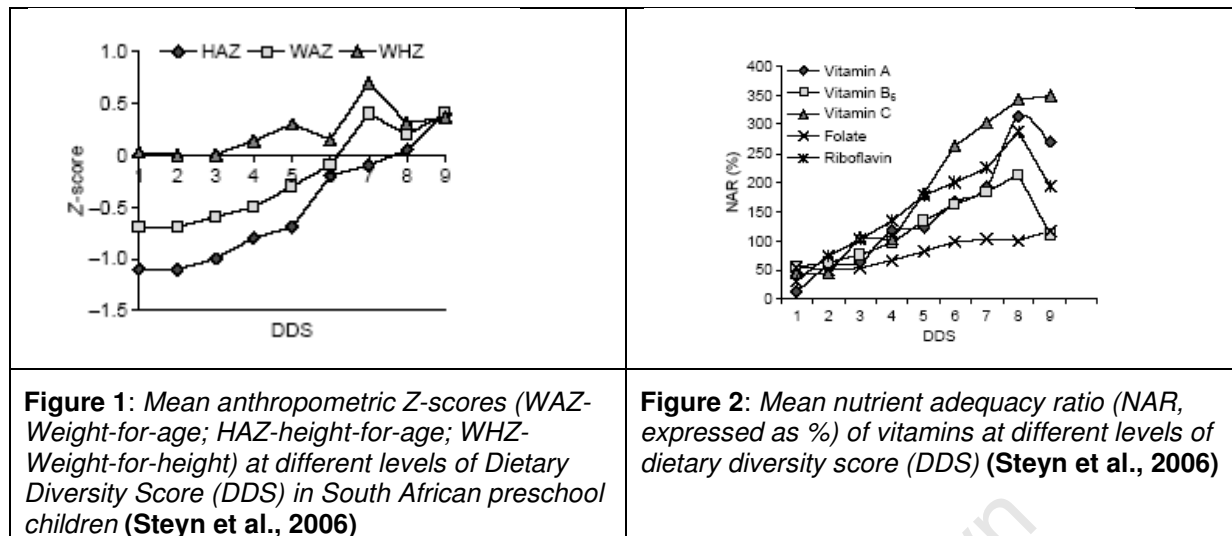 HAZ WAZ WHZ
1.0
0.5
0
−0.5
−1.0
−1.5
Z-score
1 2 3 4 5 7 8 9
DDS
400
350
300
250
200
150
100
50
0
NAR (%)
Vitamin A
Vitamin B6
Vitamin C
Folate
Riboflavin
1 2 3 4 5 6 7 8 9
DDS
Figure 1: Mean anthropometric Z-scores (WAZ-
Weight-for-age; HAZ-height-for-age; WHZ-
Weight-for-height) at different levels of Dietary
Diversity Score (DDS) in South African preschool
children (Steyn et al., 2006)
Figure 2: Mean nutrient adequacy ratio (NAR,
expressed as %) of vitamins at different levels of
dietary diversity score (DDS) (Steyn et al., 2006)